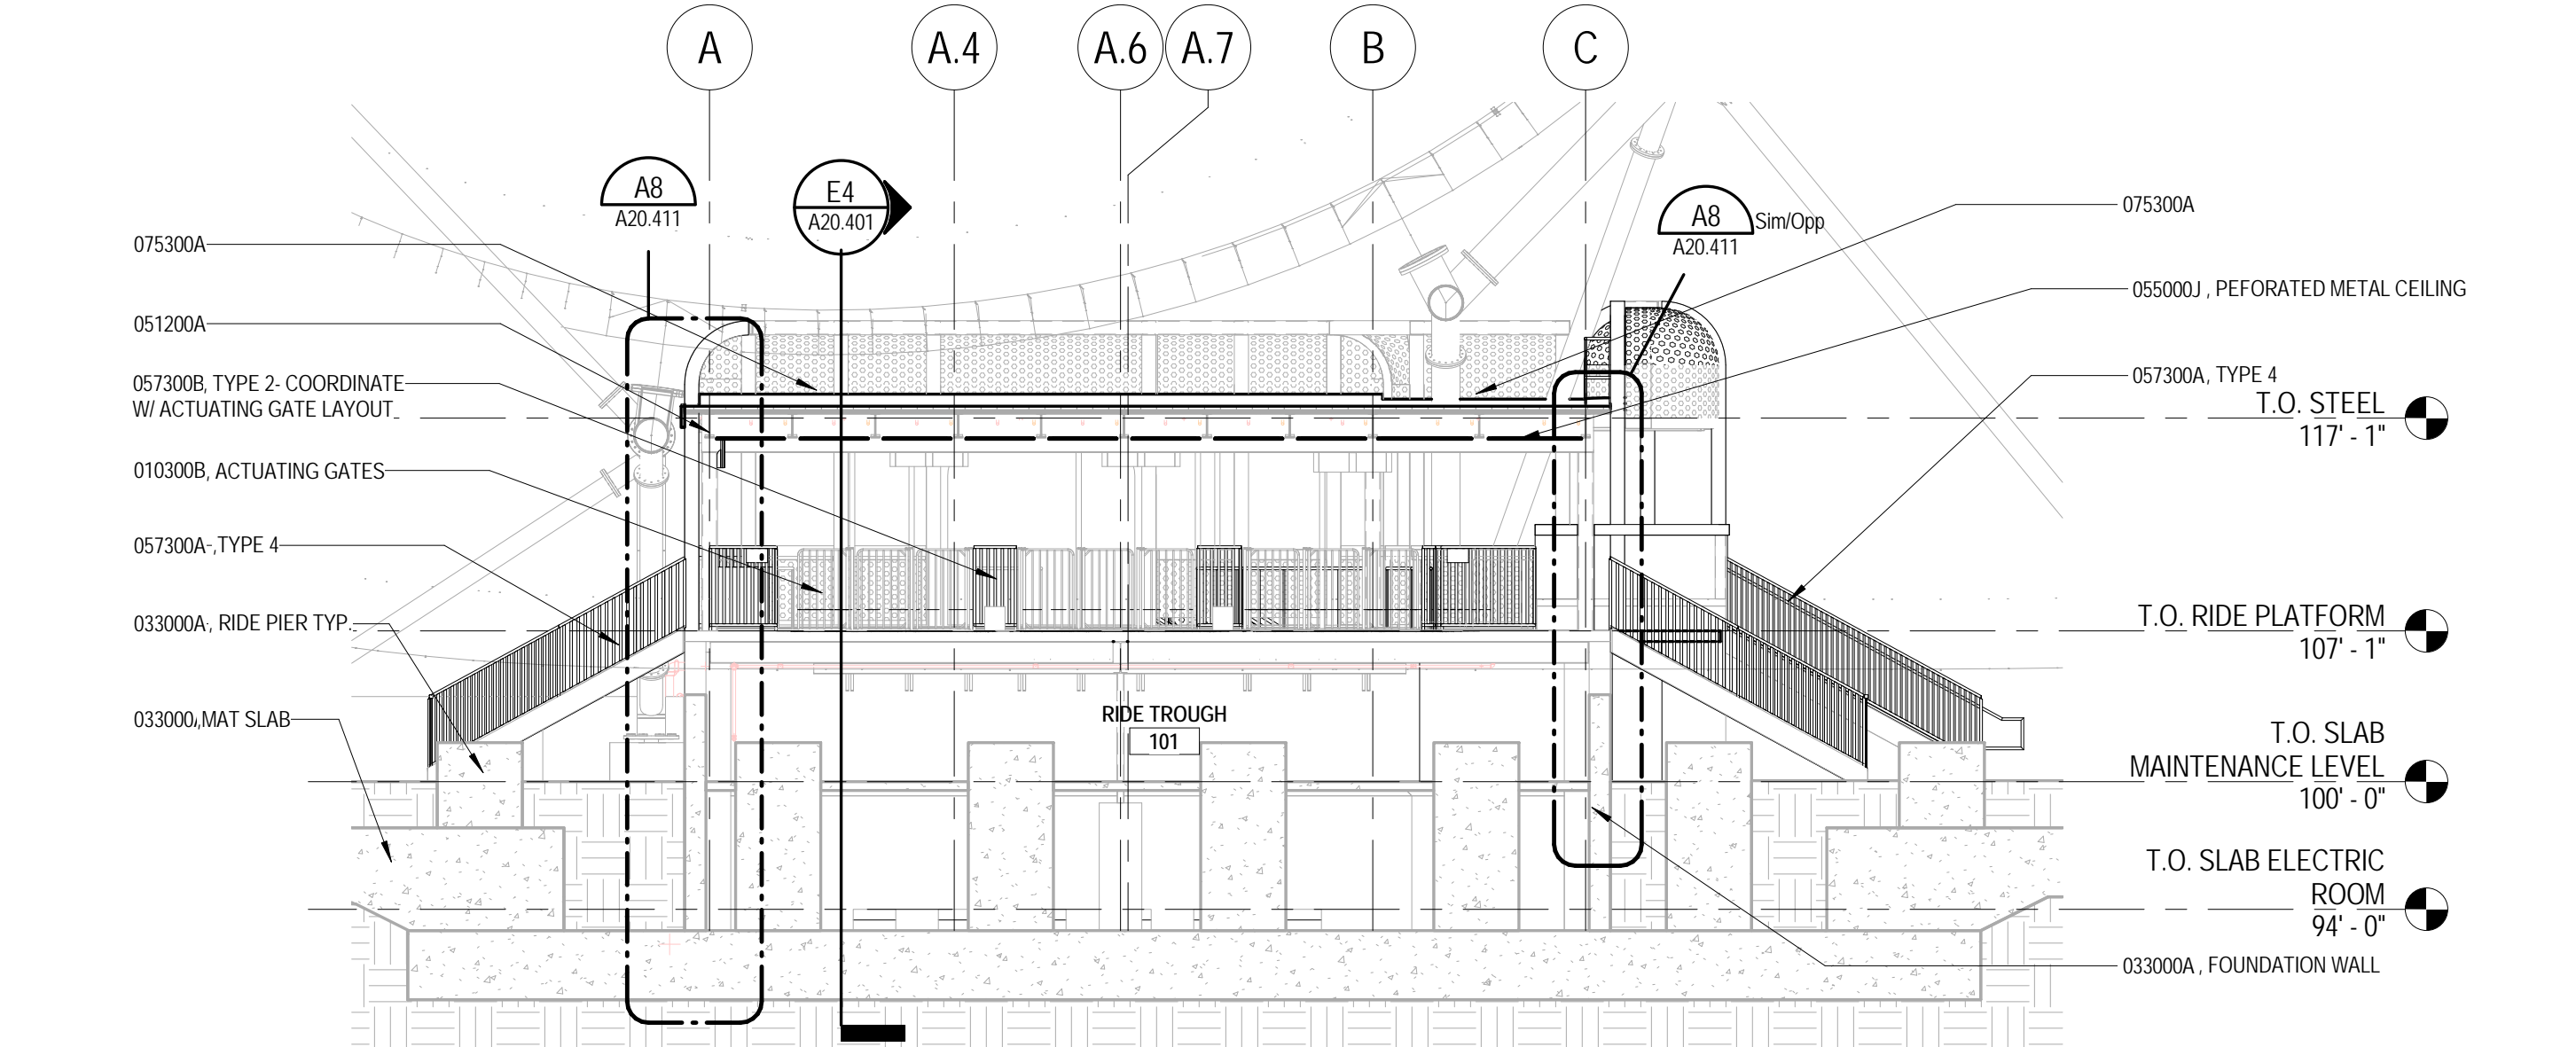 A
A.4
A.6
A.7
B
C
A8
A20.411
E4
A20.401
A8
Sim/Opp
A20.411
075300A
051200A
057300B, TYPE 2- COORDINATE
W/ ACTUATING GATE LAYOUT
010300B, ACTUATING GATES
057300A ,TYPE 4
033000A , RIDE PIER TYP.
033000 ,MAT SLAB
RIDE TROUGH
101
075300A
055000J , PEFORATED METAL CEILING
057300A, TYPE 4
T.O. STEEL
117' - 1"
T.O. RIDE PLATFORM
107' - 1"
T.O. SLAB
MAINTENANCE LEVEL
100' - 0"
T.O. SLAB ELECTRIC
ROOM
94' - 0"
033000A , FOUNDATION WALL